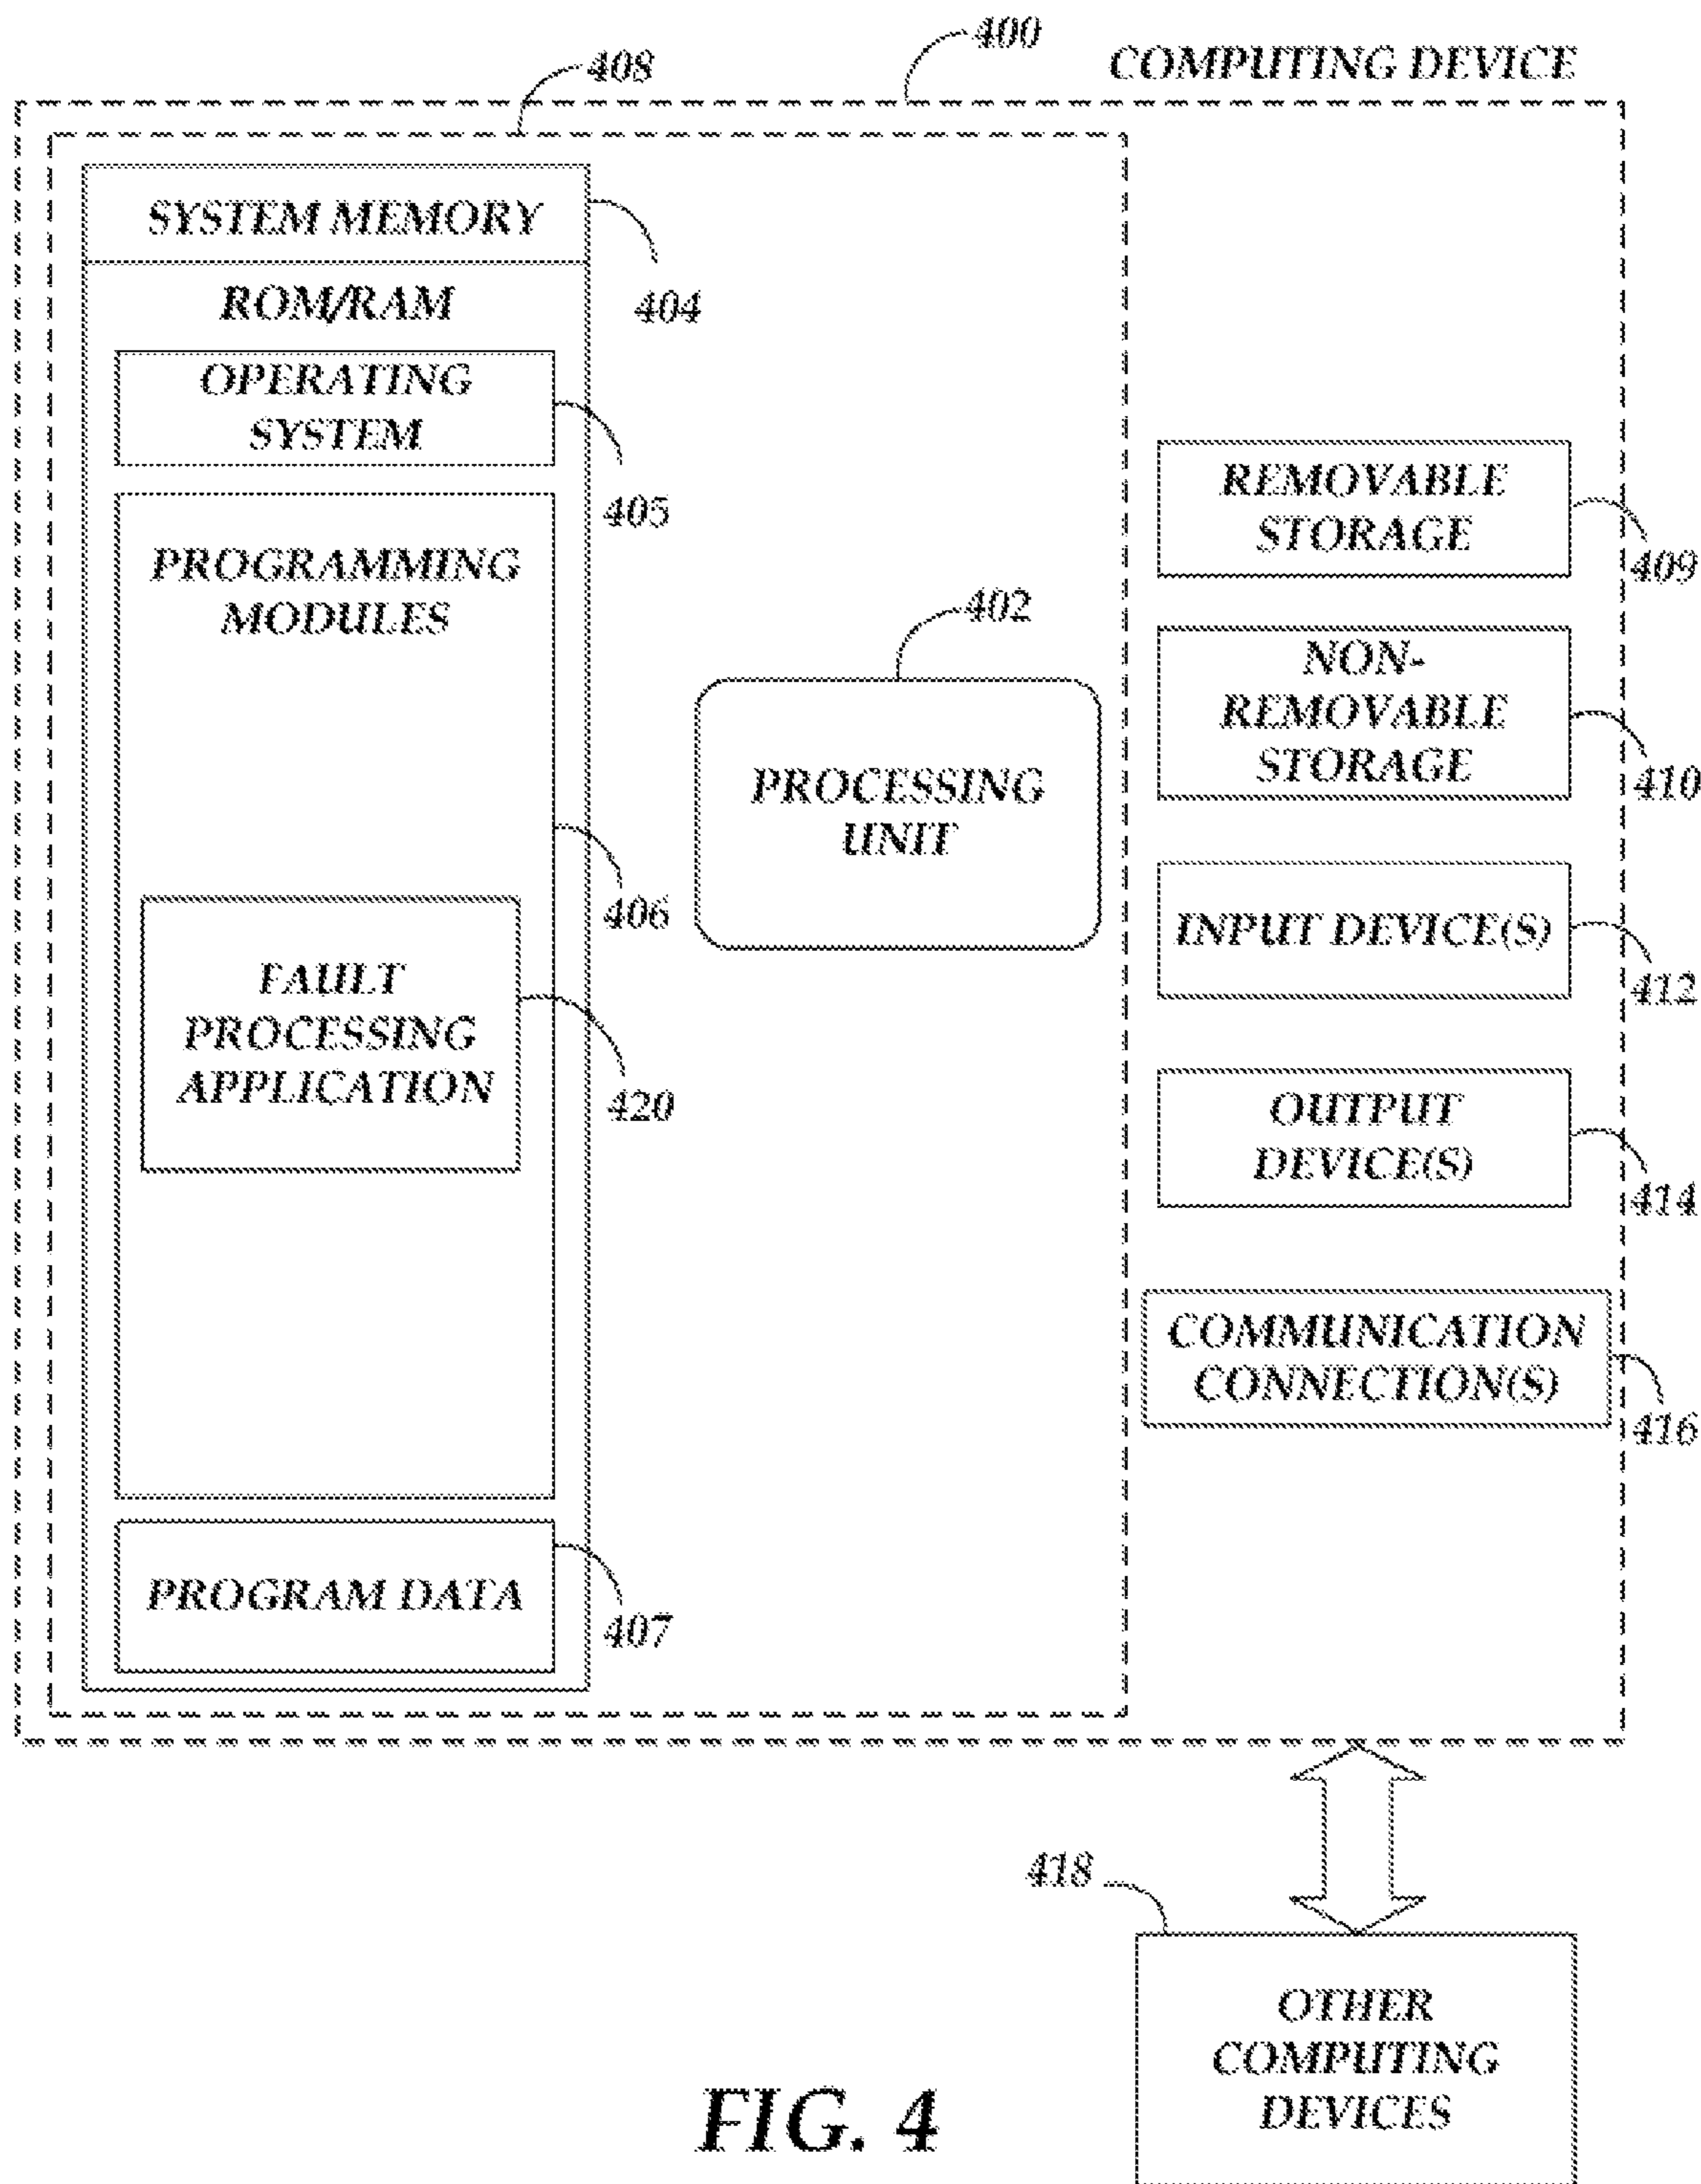 400
COMPUTING DEVICE
408
SYSTEM MEMORY
404
ROM/RAM
OPERATING
SYSTEM
405
PROGRAMMING
MODULES
406
FAULT
PROCESSING
APPLICATION
420
PROGRAM DATA
407
402
PROCESSING
UNIT
REMOVABLE
STORAGE
409
NON-
REMOVABLE
STORAGE
410
INPUT DEVICE(S)
412
OUTPUT
DEVICE(S)
414
COMMUNICATION
CONNECTION(S)
416
418
OTHER
COMPUTING
DEVICES
FIG. 4